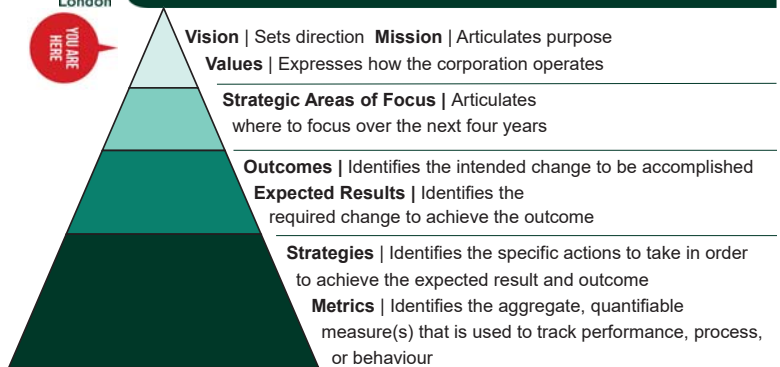 London
YOU ARE
HERE
Vision | Sets direction Mission | Articulates purpose
Values | Expresses how the corporation operates
Strategic Areas of Focus | Articulates
where to focus over the next four years
Outcomes | Identifies the intended change to be accomplished
Expected Results | Identifies the
required change to achieve the outcome
Strategies | Identifies the specific actions to take in order
to achieve the expected result and outcome
Metrics | Identifies the aggregate, quantifiable
measure(s) that is used to track performance, process,
or behaviour